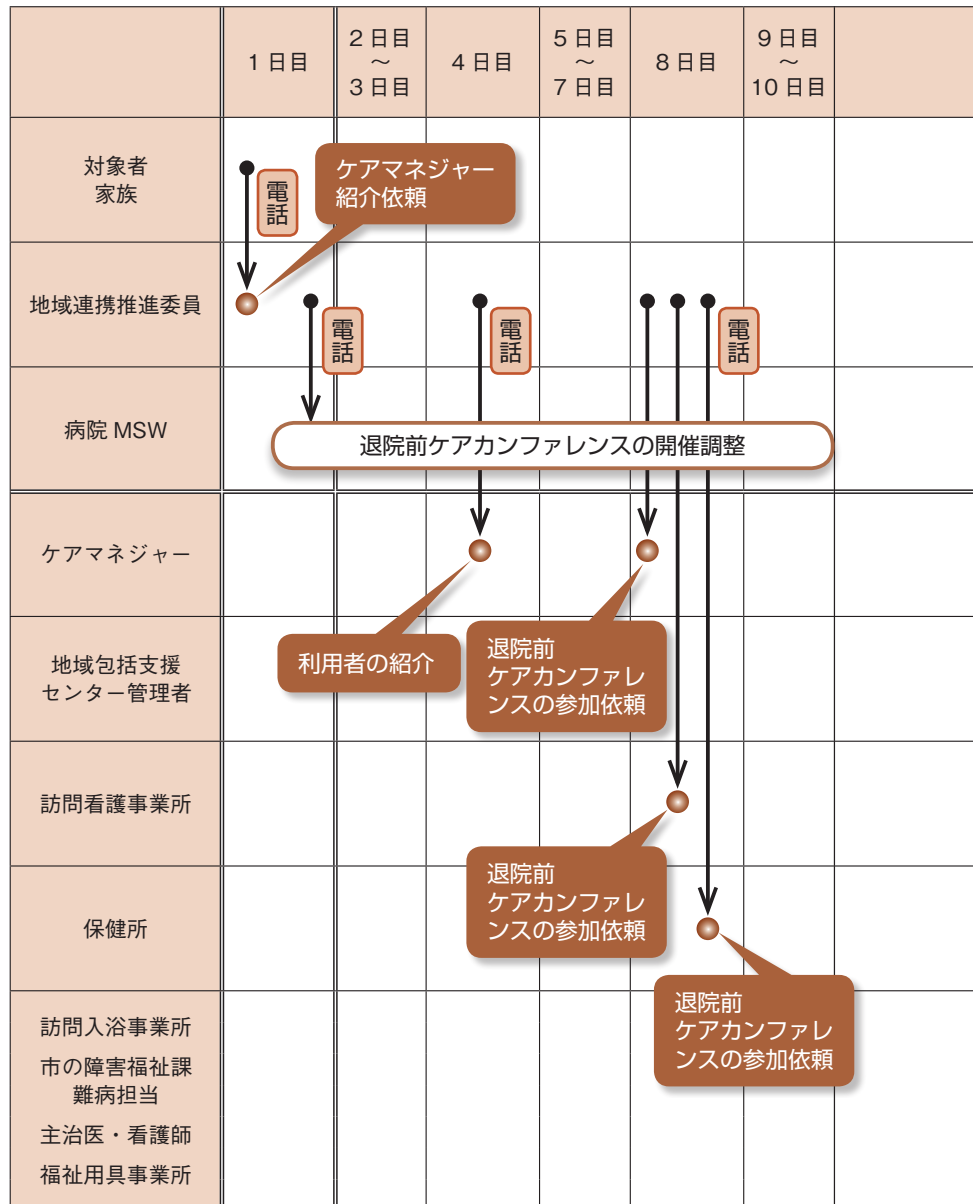 1 日目
2 日目
～
3 日目
4 日目
5 日目
～
7 日目
8 日目
9 日目
～
10 日目
対象者
家族
電話
ケアマネジャー
紹介依頼
地域連携推進委員
電話
電話
電話
病院 MSW
退院前ケアカンファレンスの開催調整
ケアマネジャー
地域包括支援
センター管理者
利用者の紹介
退院前
ケアカンファレ
ンスの参加依頼
訪問看護事業所
退院前
ケアカンファレ
ンスの参加依頼
保健所
退院前
ケアカンファレ
ンスの参加依頼
訪問入浴事業所
市の障害福祉課
難病担当
主治医・看護師
福祉用具事業所